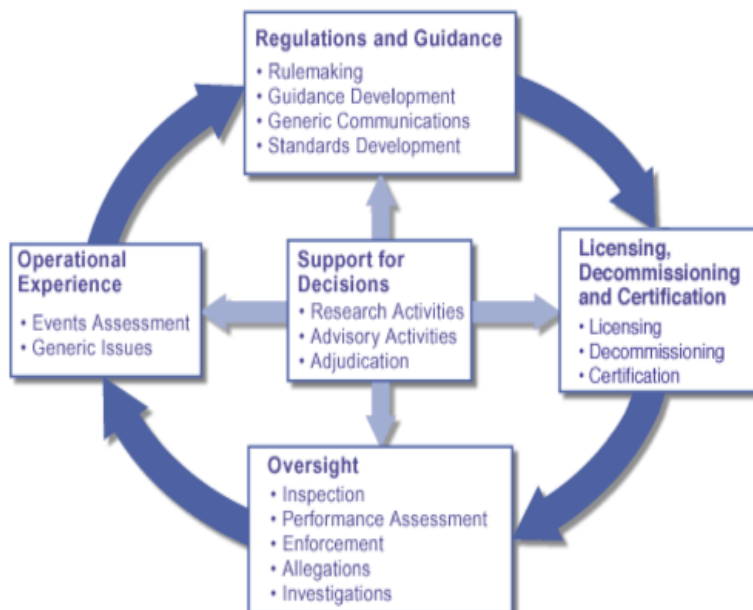 Regulations and Guidance
• Rulemaking
• Guidance Development
• Generic Communications
• Standards Development
Operational
Experience
• Events Assessment
• Generic Issues
Support for
Decisions
• Research Activities
• Advisory Activities
• Adjudication
Licensing,
Decommissioning
and Certification
• Licensing
• Decommissioning
• Certification
Oversight
• Inspection
• Performance Assessment
• Enforcement
• Allegations
• Investigations